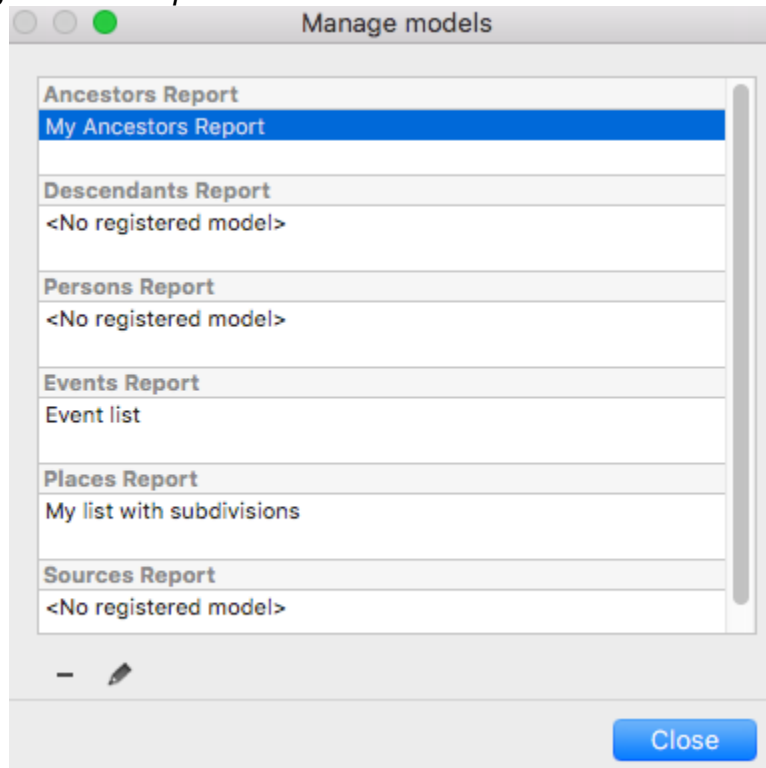 Manage models
Ancestors Report
My Ancestors Report
Descendants Report
<No registered model>
Persons Report
<No registered model>
Events Report
Event list
Places Report
My list with subdivisions
Sources Report
<No registered model>
Close